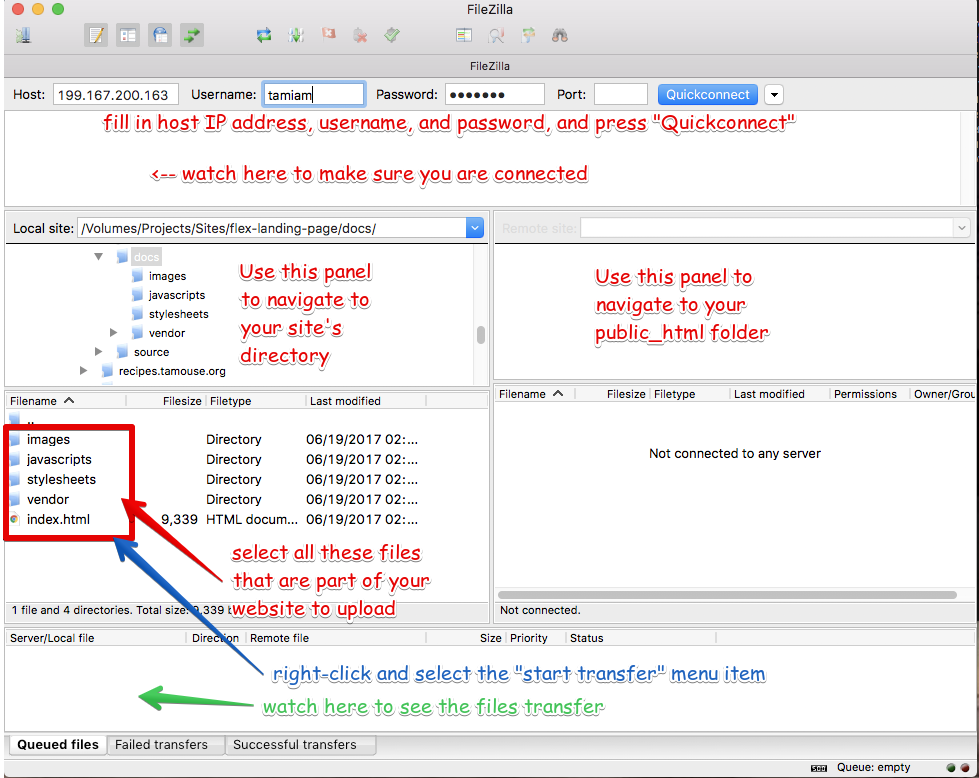 FileZilla
FileZilla
Host: 199.167.200.163 Username: tamiam Password: ●●●●●●● Port: Quickconnect
fill in host IP address, username, and password, and press "Quickconnect"
<-- watch here to make sure you are connected
Local site: /Volumes/Projects/Sites/flex-landing-page/docs/
docs
images
javascripts
stylesheets
vendor
source
recipes.tamouse.org
Use this panel
to navigate to
your site's
directory
Remote site:
Use this panel to
navigate to your
public_html folder
Filename Filesize Filetype Last modified
..
images Directory 06/19/2017 02:...
javascripts Directory 06/19/2017 02:...
stylesheets Directory 06/19/2017 02:...
vendor Directory 06/19/2017 02:...
index.html 9,339 HTML docum... 06/19/2017 02:...
select all these files
that are part of your
website to upload
1 file and 4 directories. Total size: 9,339
Filename Filesize Filetype Last modified Permissions Owner/Grou
Not connected to any server
Not connected.
Server/Local file Direction Remote file Size Priority Status
right-click and select the "start transfer" menu item
watch here to see the files transfer
Queued files Failed transfers Successful transfers
Queue: empty